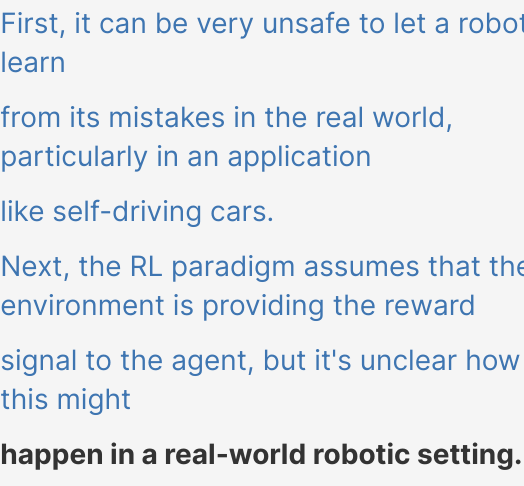 First, it can be very unsafe to let a robot
learn
from its mistakes in the real world,
particularly in an application
like self-driving cars.
Next, the RL paradigm assumes that the
environment is providing the reward
signal to the agent, but it's unclear how
this might
happen in a real-world robotic setting.